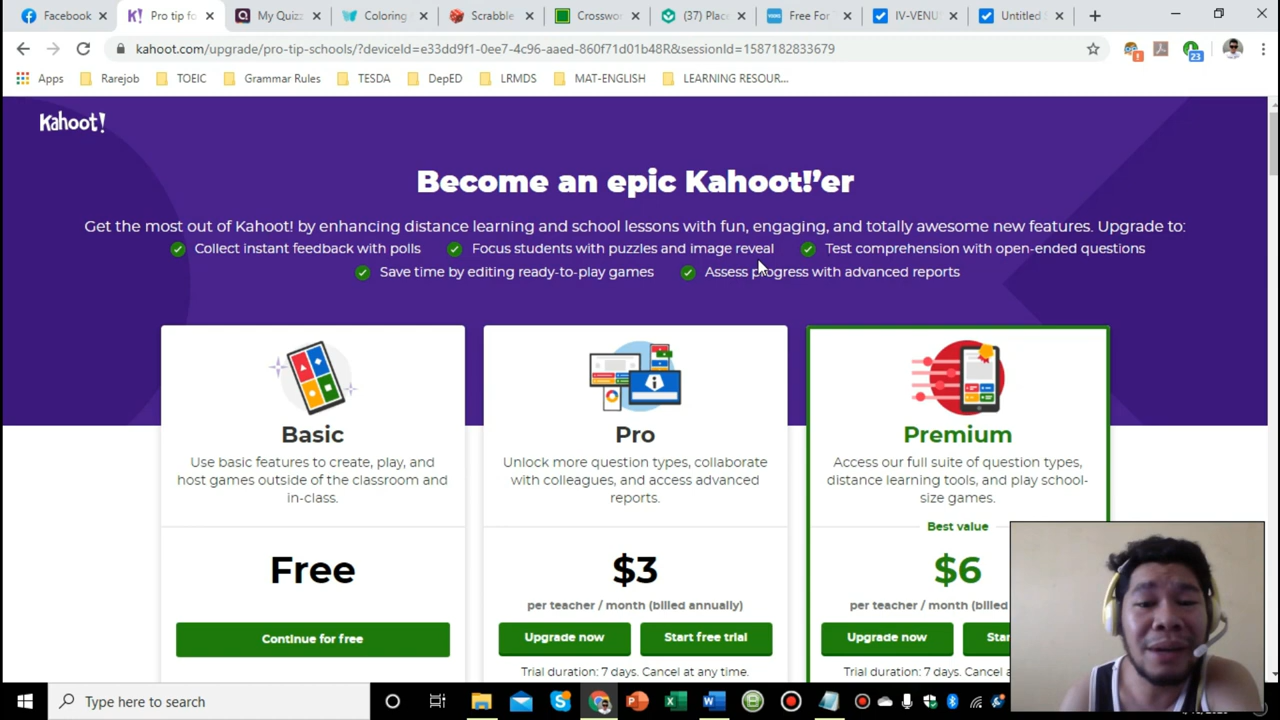 Facebook
Pro tip fo
My Quizz
Coloring
Scrabble
Crosswor
(37) Place
Free For
IV-VENU
Untitled
kahoot.com/upgrade/pro-tip-schools/?deviceId=e33dd9f1-0ee7-4c96-aaed-860f71d01b48R&sessionId=1587182833679
23
Apps Rarejob TOEIC Grammar Rules TESDA DepED LRMDS MAT-ENGLISH LEARNING RESOUR...
Kahoot!
Become an epic Kahoot!'er
Get the most out of Kahoot! by enhancing distance learning and school lessons with fun, engaging, and totally awesome new features. Upgrade to:
Collect instant feedback with polls Focus students with puzzles and image reveal Test comprehension with open-ended questions
Save time by editing ready-to-play games Assess progress with advanced reports
Basic
Use basic features to create, play, and
host games outside of the classroom and
in-class.
Free
Continue for free
Pro
Unlock more question types, collaborate
with colleagues, and access advanced
reports.
$3
per teacher / month (billed annually)
Upgrade now Start free trial
Trial duration: 7 days. Cancel at any time.
Premium
Access our full suite of question types,
distance learning tools, and play school-
size games.
Best value
$6
per teacher / month (billed
Upgrade now
Trial duration: 7 days. Can
Type here to search